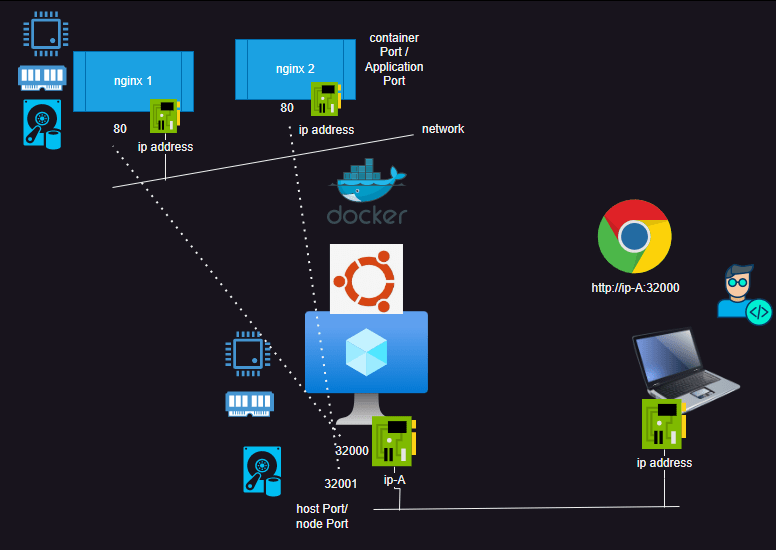 nginx 1
nginx 2
container
Port /
Application
Port
80
80
ip address
ip address
network
docker
http://ip-A:32000
32000
32001
ip-A
ip address
host Port/
node Port